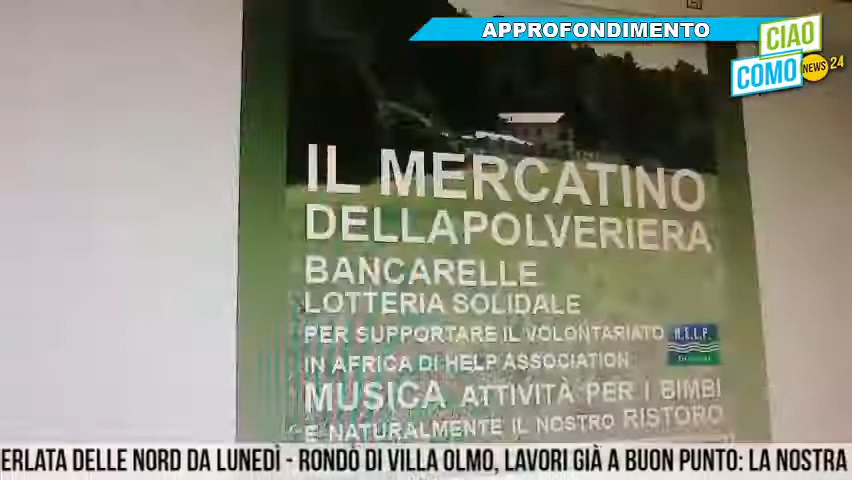 APPROFONDIMENTO
CIAO
COMO
NEWS 24
IL MERCATINO
DELLAPOLVERIERA
BANCARELLE
LOTTERIA SOLIDALE
PER SUPPORTARE IL VOLONTARIATO
H.E.L.P.
IN AFRICA DI HELP ASSOCIATION
MUSICA ATTIVITÀ PER I BIMBI
E NATURALMENTE IL NOSTRO RISTORO
ERLATA DELLE NORD DA LUNEDÌ - RONDÒ DI VILLA OLMO, LAVORI GIÀ A BUON PUNTO: LA NOSTRA